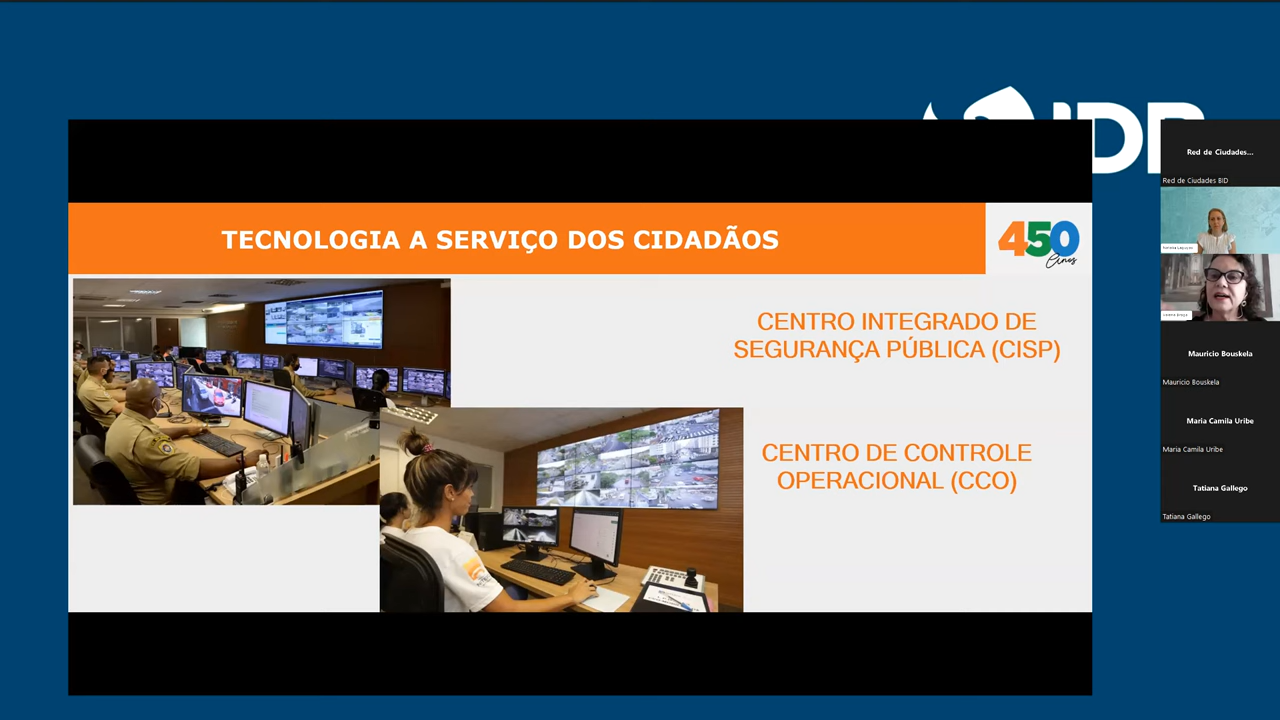 IDB
TECNOLOGIA A SERVIÇO DOS CIDADÃOS
450
anos
CENTRO INTEGRADO DE
SEGURANÇA PÚBLICA (CISP)
CENTRO DE CONTROLE
OPERACIONAL (CCO)
Red de Ciudades...
Red de Ciudades BID
Mauricio Bouskela
Mauricio Bouskela
Maria Camila Uribe
Maria Camila Uribe
Tatiana Gallego
Tatiana Gallego